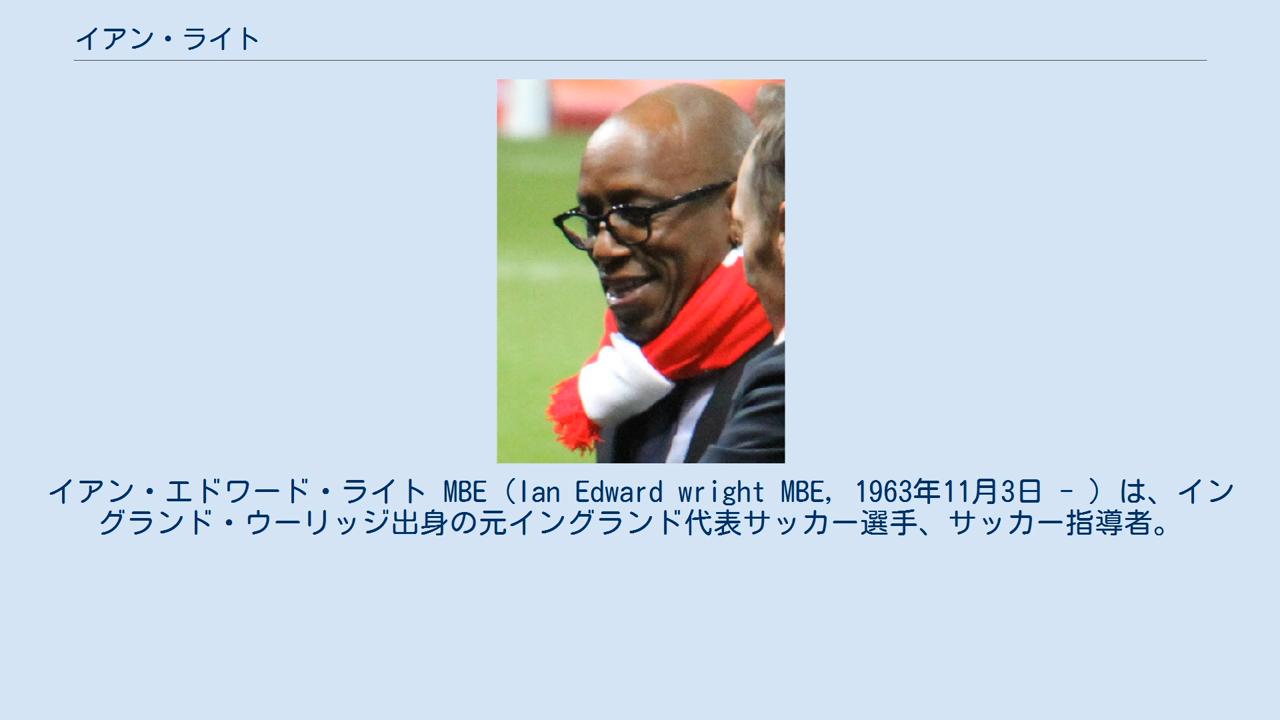 イアン・ライト
イアン・エドワード・ライト MBE（Ian Edward wright MBE, 1963年11月3日 - ）は、イン
グランド・ウーリッジ出身の元イングランド代表サッカー選手、サッカー指導者。